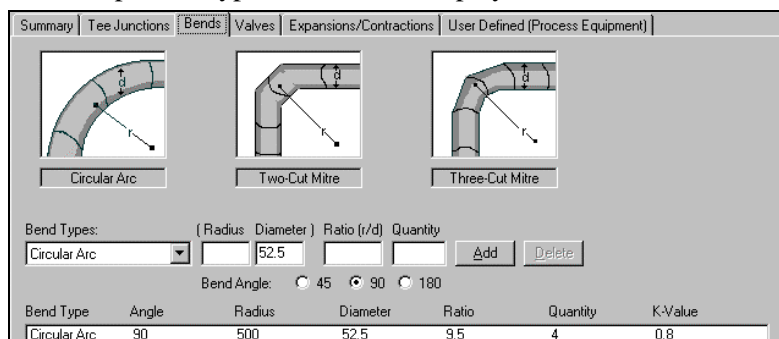 Summary Tee Junctions Bends Valves Expansions/Contractions User Defined (Process Equipment)
d d d
r r r
Circular Arc Two-Cut Mitre Three-Cut Mitre
Bend Types: ( Radius Diameter ) Ratio (r/d) Quantity
Circular Arc 52.5 Add Delete
Bend Angle: 45 90 180
Bend Type Angle Radius Diameter Ratio Quantity K-Value
Circular Arc 90 500 52.5 9.5 4 0.8